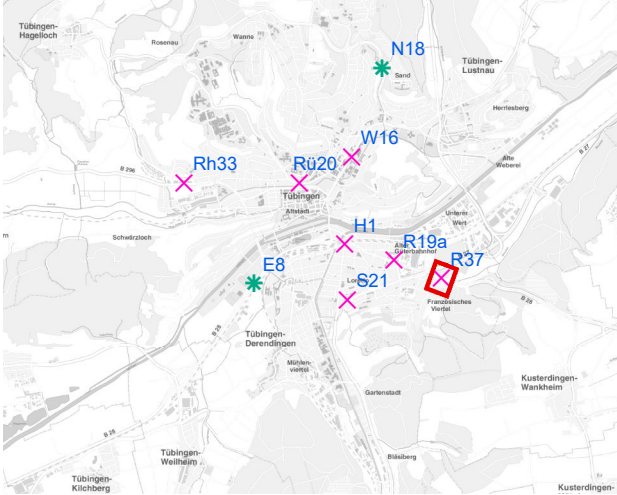 Tübingen-
Hagelloch
Rosenau
Wanne
N18
Sand
Tübingen-
Lustnau
Herrlesberg
W16
B 27
Alte
Weberei
Rh33
B 296
Rü20
Tübingen
Altstadt
Unterer
Wert
Schwärzloch
H1
R19a
Alter
Güterbahnhof
R37
E8
S21
B 28
Französisches
Viertel
B 28
Tübingen-
Derendingen
Mühlen-
viertel
Gartenstadt
Kusterdingen-
Wankheim
B 28
Tübingen-
Weilheim
Bläsiberg
Tübingen-
Kilchberg
Kusterdingen-